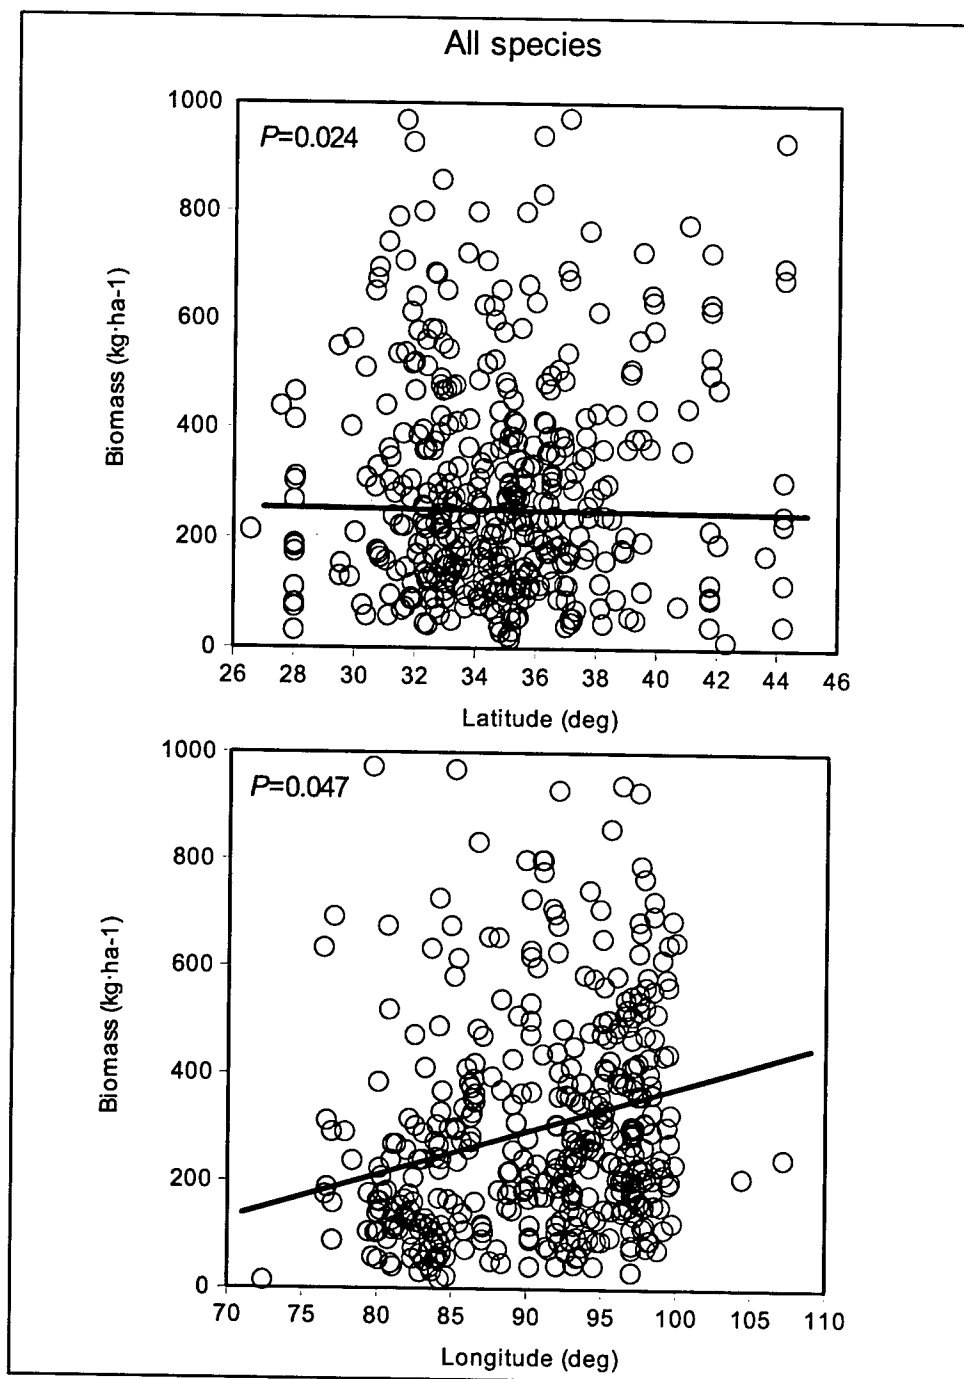 All species
P=0.024
1000
800
600
400
200
0
Biomass (kg·ha-1)
26 28 30 32 34 36 38 40 42 44 46
Latitude (deg)
P=0.047
1000
800
600
400
200
0
Biomass (kg·ha-1)
70 75 80 85 90 95 100 105 110
Longitude (deg)